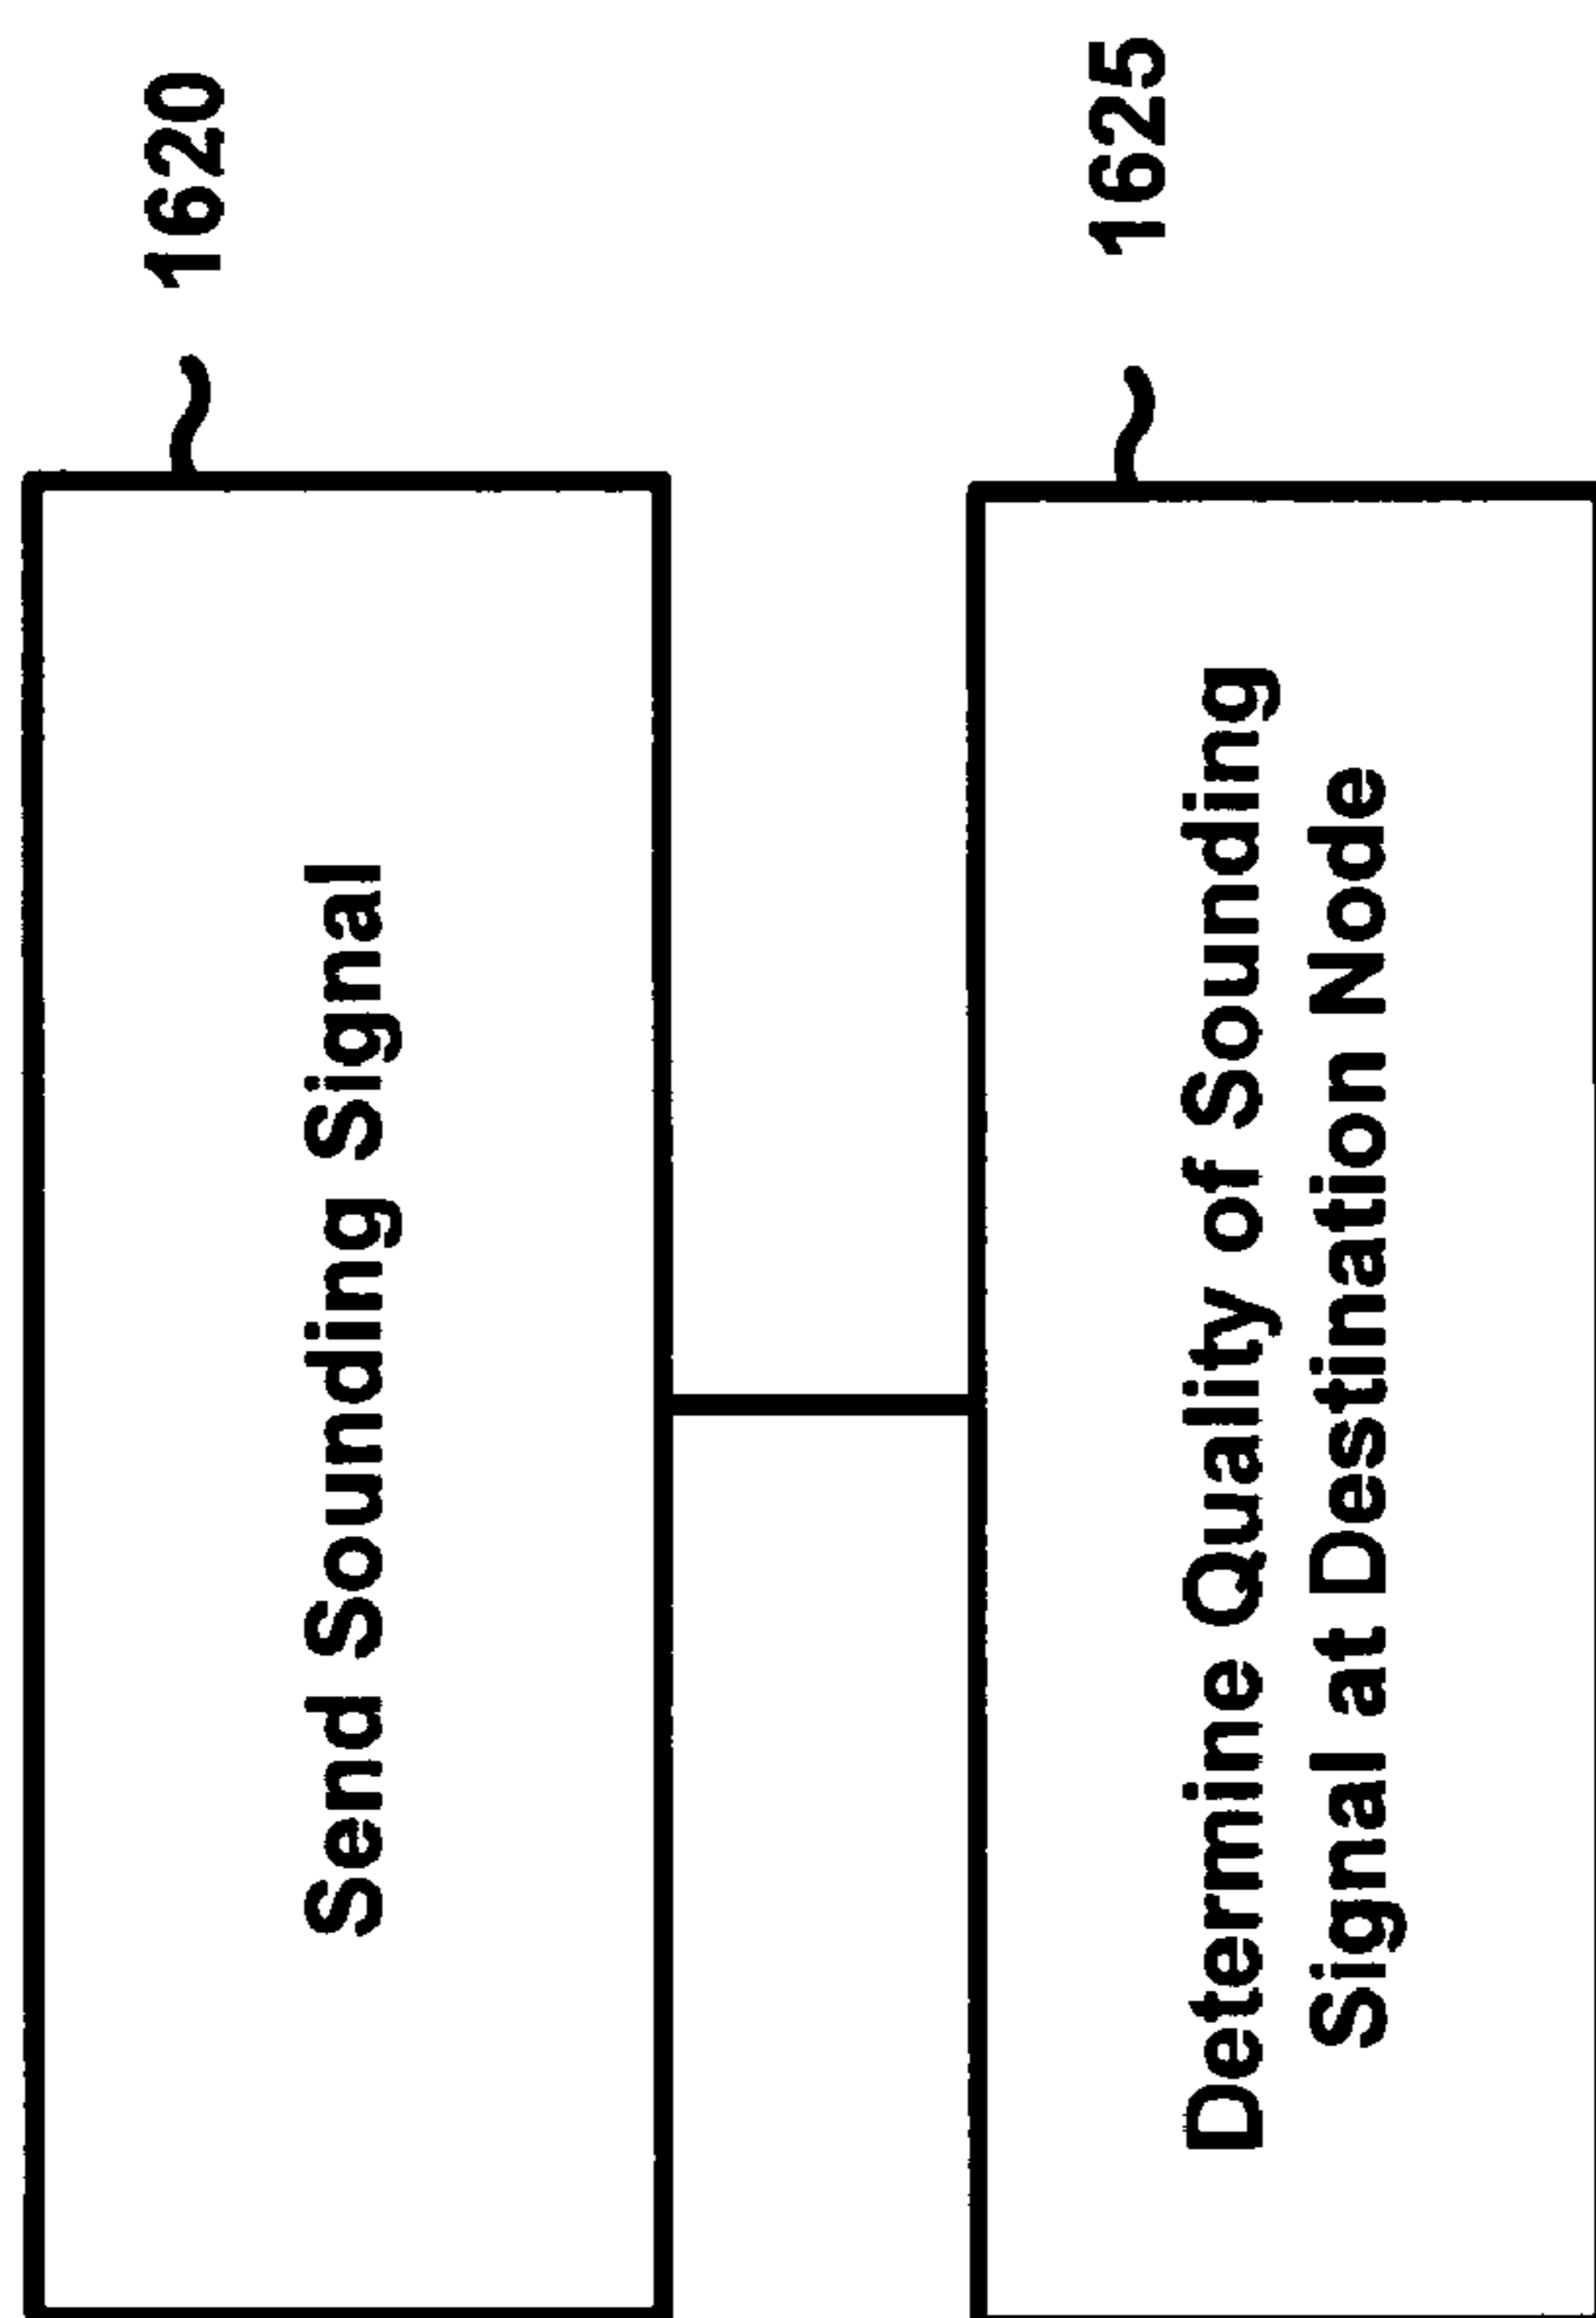 Send Sounding Signal
1620
Determine Quality of Sounding
Signal at Destination Node
1625